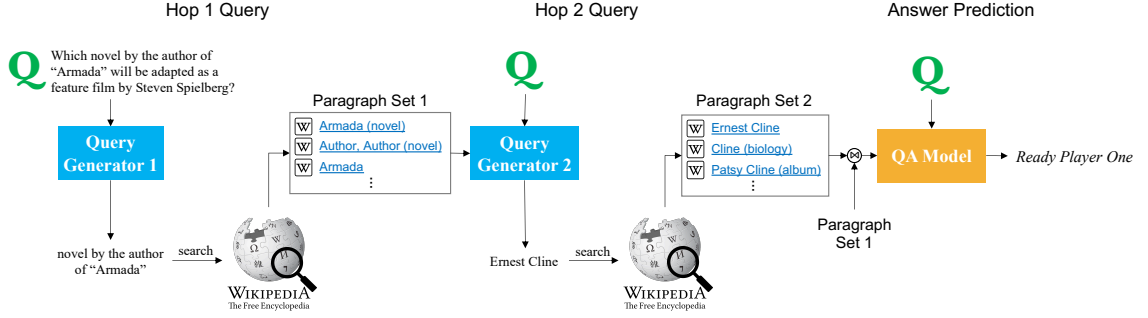 Hop 1 Query
Hop 2 Query
Answer Prediction
Q
Which novel by the author of
“Armada” will be adapted as a
feature film by Steven Spielberg?
Query
Generator 1
novel by the author
of “Armada”
search
WIKIPEDIA
The Free Encyclopedia
Paragraph Set 1
W Armada (novel)
W Author, Author (novel)
W Armada
⋮
Q
Query
Generator 2
Ernest Cline
search
WIKIPEDIA
The Free Encyclopedia
Paragraph Set 2
W Ernest Cline
W Cline (biology)
W Patsy Cline (album)
⋮
Paragraph
Set 1
Q
QA Model
Ready Player One